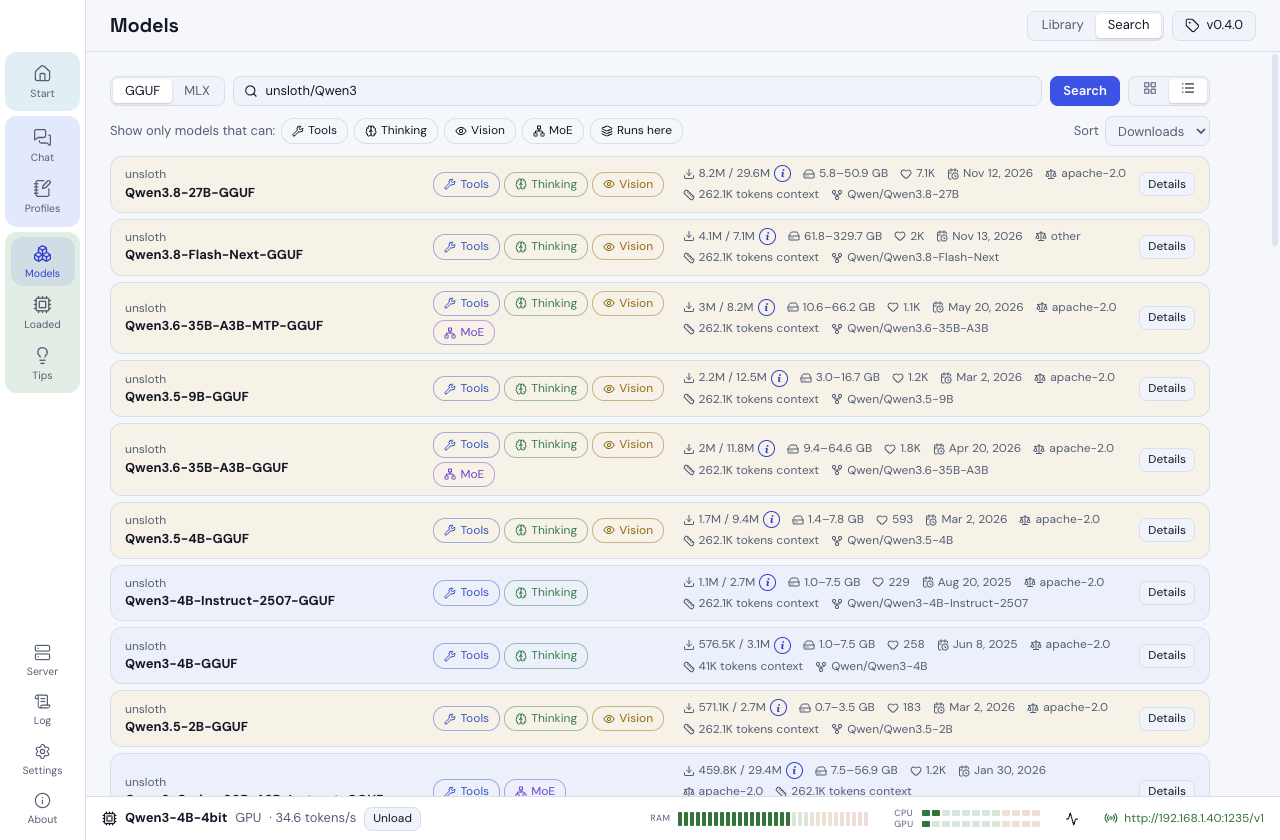 Models
Library
Search
v0.4.0
Start
Chat
Profiles
Models
Loaded
Tips
Server
Log
Settings
About
GGUF
MLX
unsloth/Qwen3
Search
Show only models that can:
Tools
Thinking
Vision
MoE
Runs here
Sort
Downloads
unsloth
Qwen3.8-27B-GGUF
Tools Thinking Vision
8.2M / 29.6M i 5.8–50.9 GB 7.1K Nov 12, 2026 apache-2.0
262.1K tokens context Qwen/Qwen3.8-27B
Details
unsloth
Qwen3.8-Flash-Next-GGUF
Tools Thinking Vision
4.1M / 7.1M i 61.8–329.7 GB 2K Nov 13, 2026 other
262.1K tokens context Qwen/Qwen3.8-Flash-Next
Details
unsloth
Qwen3.6-35B-A3B-MTP-GGUF
Tools Thinking Vision
MoE
3M / 8.2M i 10.6–66.2 GB 1.1K May 20, 2026 apache-2.0
262.1K tokens context Qwen/Qwen3.6-35B-A3B
Details
unsloth
Qwen3.5-9B-GGUF
Tools Thinking Vision
2.2M / 12.5M i 3.0–16.7 GB 1.2K Mar 2, 2026 apache-2.0
262.1K tokens context Qwen/Qwen3.5-9B
Details
unsloth
Qwen3.6-35B-A3B-GGUF
Tools Thinking Vision
MoE
2M / 11.8M i 9.4–64.6 GB 1.8K Apr 20, 2026 apache-2.0
262.1K tokens context Qwen/Qwen3.6-35B-A3B
Details
unsloth
Qwen3.5-4B-GGUF
Tools Thinking Vision
1.7M / 9.4M i 1.4–7.8 GB 593 Mar 2, 2026 apache-2.0
262.1K tokens context Qwen/Qwen3.5-4B
Details
unsloth
Qwen3-4B-Instruct-2507-GGUF
Tools Thinking
1.1M / 2.7M i 1.0–7.5 GB 229 Aug 20, 2025 apache-2.0
262.1K tokens context Qwen/Qwen3-4B-Instruct-2507
Details
unsloth
Qwen3-4B-GGUF
Tools Thinking
576.5K / 3.1M i 1.0–7.5 GB 258 Jun 8, 2025 apache-2.0
41K tokens context Qwen/Qwen3-4B
Details
unsloth
Qwen3.5-2B-GGUF
Tools Thinking Vision
571.1K / 2.7M i 0.7–3.5 GB 183 Mar 2, 2026 apache-2.0
262.1K tokens context Qwen/Qwen3.5-2B
Details
unsloth
Tools MoE
459.8K / 29.4M i 7.5–56.9 GB 1.2K Jan 30, 2026
apache-2.0 262.1K tokens context
Details
Qwen3-4B-4bit GPU · 34.6 tokens/s Unload
RAM
CPU
GPU
http://192.168.1.40:1235/v1